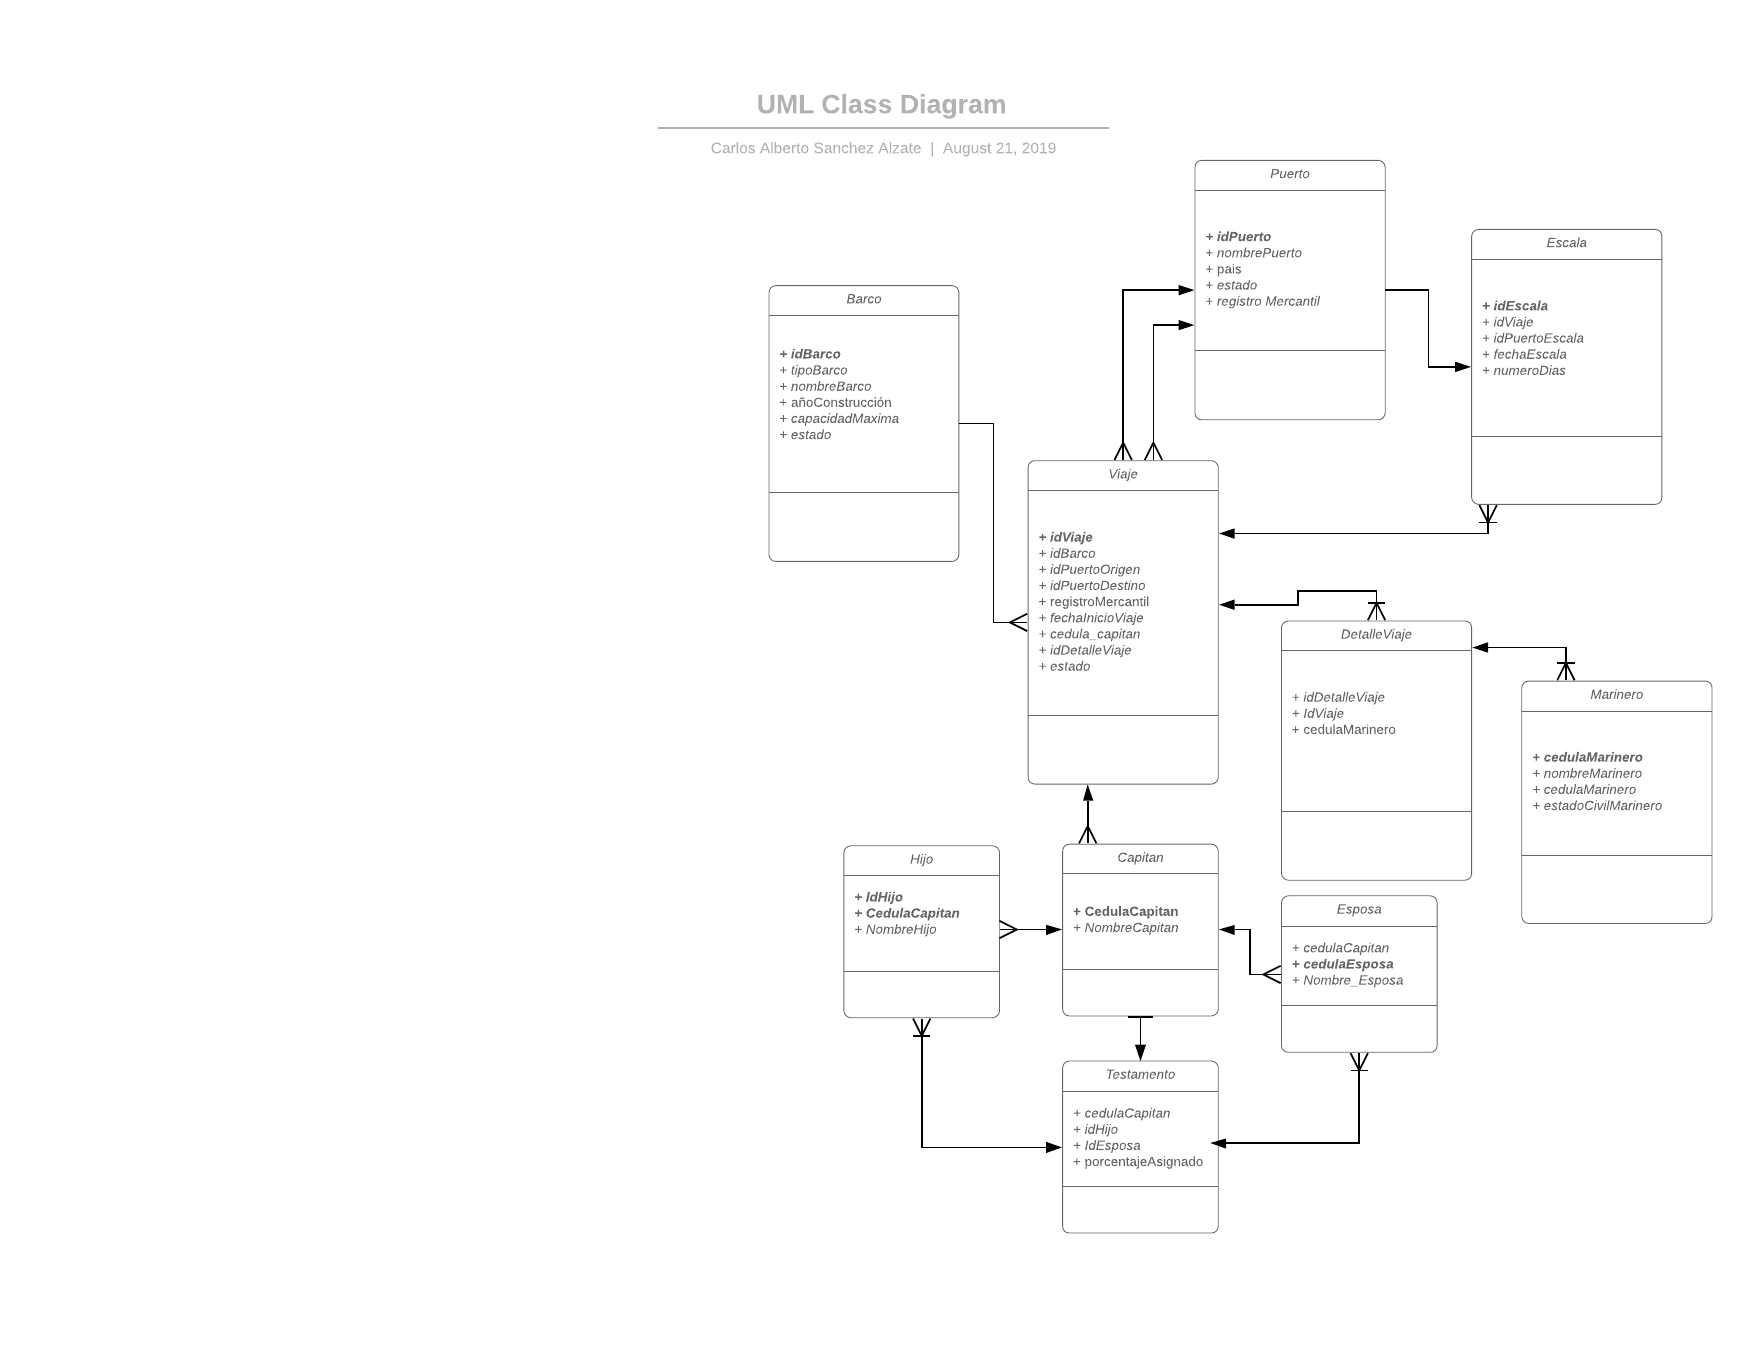 UML Class Diagram
Carlos Alberto Sanchez Alzate | August 21, 2019
Puerto
+ idPuerto
+ nombrePuerto
+ pais
+ estado
+ registro Mercantil
Escala
+ idEscala
+ idViaje
+ idPuertoEscala
+ fechaEscala
+ numeroDias
Barco
+ idBarco
+ tipoBarco
+ nombreBarco
+ añoConstrucción
+ capacidadMaxima
+ estado
Viaje
+ idViaje
+ idBarco
+ idPuertoOrigen
+ idPuertoDestino
+ registroMercantil
+ fechaInicioViaje
+ cedula_capitan
+ idDetalleViaje
+ estado
DetalleViaje
+ idDetalleViaje
+ IdViaje
+ cedulaMarinero
Marinero
+ cedulaMarinero
+ nombreMarinero
+ cedulaMarinero
+ estadoCivilMarinero
Hijo
+ IdHijo
+ CedulaCapitan
+ NombreHijo
Capitan
+ CedulaCapitan
+ NombreCapitan
Esposa
+ cedulaCapitan
+ cedulaEsposa
+ Nombre_Esposa
Testamento
+ cedulaCapitan
+ idHijo
+ IdEsposa
+ porcentajeAsignado